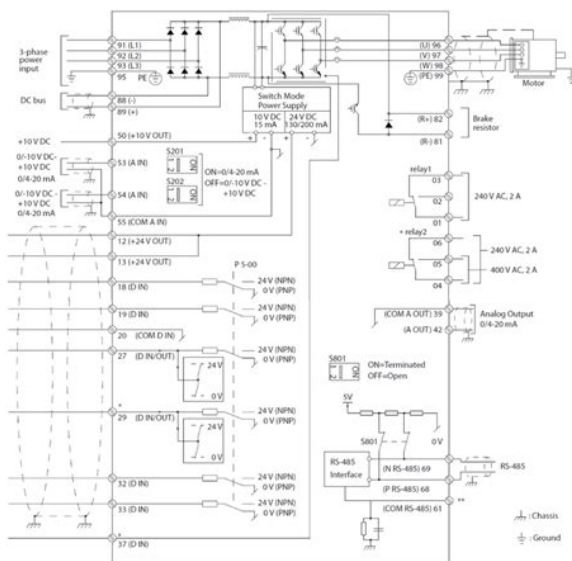 3-phase
power
input
91 (L1)
92 (L2)
93 (L3)
95 PE
DC bus
88 (-)
89 (+)
Switch Mode
Power Supply
10 V DC 24 V DC
15 mA 130/200 mA
+ - + -
(U) 96
(V) 97
(W) 98
(PE) 99
Motor
(R+) 82
Brake
resistor
(R-) 81
+10 V DC
50 (+10 V OUT)
0/-10 V DC-
+10 V DC
0/4-20 mA
53 (A IN)
S201
ON
1 2
S202
ON
1 2
ON=0/4-20 mA
OFF=0/-10 V DC -
+10 V DC
0/-10 V DC-
+10 V DC
0/4-20 mA
54 (A IN)
55 (COM A IN)
12 (+24 V OUT)
13 (+24 V OUT)
relay1
03
02
01
240 V AC, 2 A
* relay2
06
05
04
240 V AC, 2 A
400 V AC, 2 A
P 5-00
18 (D IN)
24 V (NPN)
0 V (PNP)
19 (D IN)
24 V (NPN)
0 V (PNP)
20 (COM D IN)
27 (D IN/OUT)
24 V (NPN)
0 V (PNP)
24 V
0 V
*
29 (D IN/OUT)
24 V (NPN)
0 V (PNP)
24 V
0 V
32 (D IN)
24 V (NPN)
0 V (PNP)
33 (D IN)
24 V (NPN)
0 V (PNP)
*
37 (D IN)
(COM A OUT) 39
(A OUT) 42
Analog Output
0/4-20 mA
S801
ON
1 2
ON=Terminated
OFF=Open
5V
S801
0 V
RS-485
Interface
(N RS-485) 69
(P RS-485) 68
RS-485
(COM RS-485) 61
**
: Chassis
: Ground